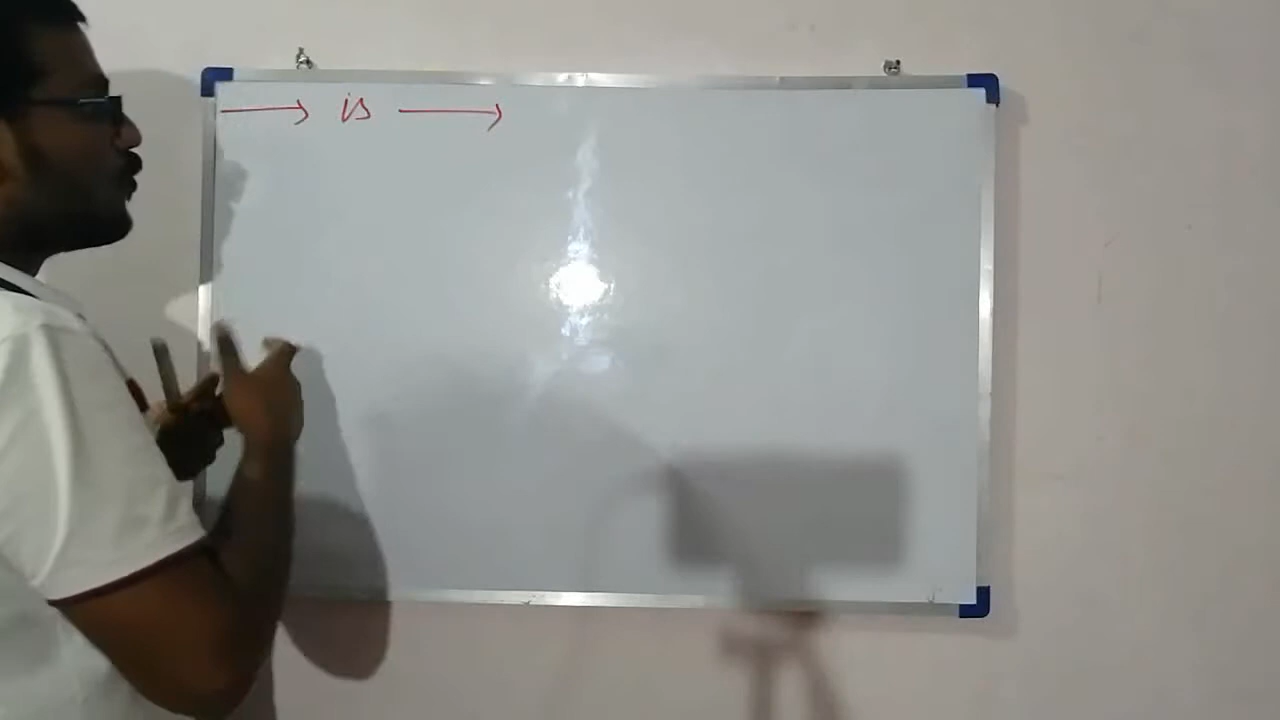 → is →